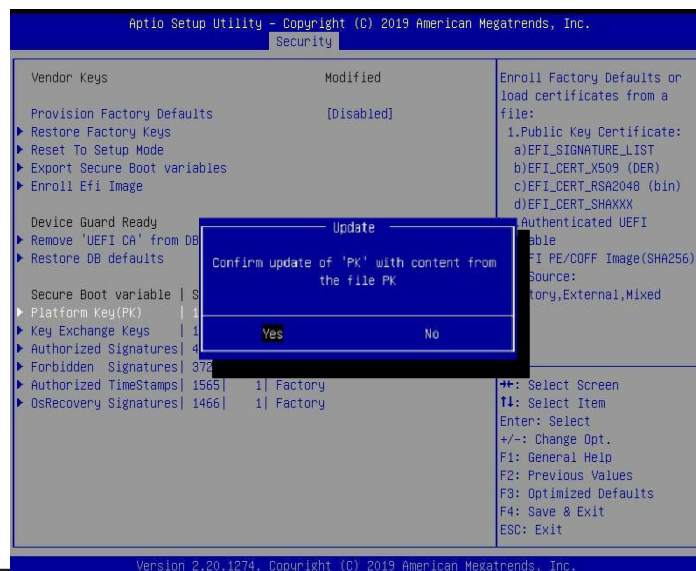 Aptio Setup Utility – Copyright (C) 2019 American Megatrends, Inc.
Security
Vendor Keys Modified
Provision Factory Defaults [Disabled]
Restore Factory Keys
Reset To Setup Mode
Export Secure Boot variables
Enroll Efi Image
Device Guard Ready
Remove 'UEFI CA' from DB
Restore DB defaults
Secure Boot variable | S
Platform Key(PK) | 1
Key Exchange Keys | 1
Authorized Signatures| 4
Forbidden Signatures| 372
Authorized TimeStamps| 1565| 1| Factory
OsRecovery Signatures| 1466| 1| Factory
Update
Confirm update of 'PK' with content from
the file PK
Yes No
Enroll Factory Defaults or
load certificates from a
file:
1.Public Key Certificate:
a)EFI_SIGNATURE_LIST
b)EFI_CERT_X509 (DER)
c)EFI_CERT_RSA2048 (bin)
d)EFI_CERT_SHAXXX
.Authenticated UEFI
able
FI PE/COFF Image(SHA256)
Source:
tory,External,Mixed
→←: Select Screen
↑↓: Select Item
Enter: Select
+/-: Change Opt.
F1: General Help
F2: Previous Values
F3: Optimized Defaults
F4: Save & Exit
ESC: Exit
Version 2.20.1274. Copyright (C) 2019 American Megatrends, Inc.